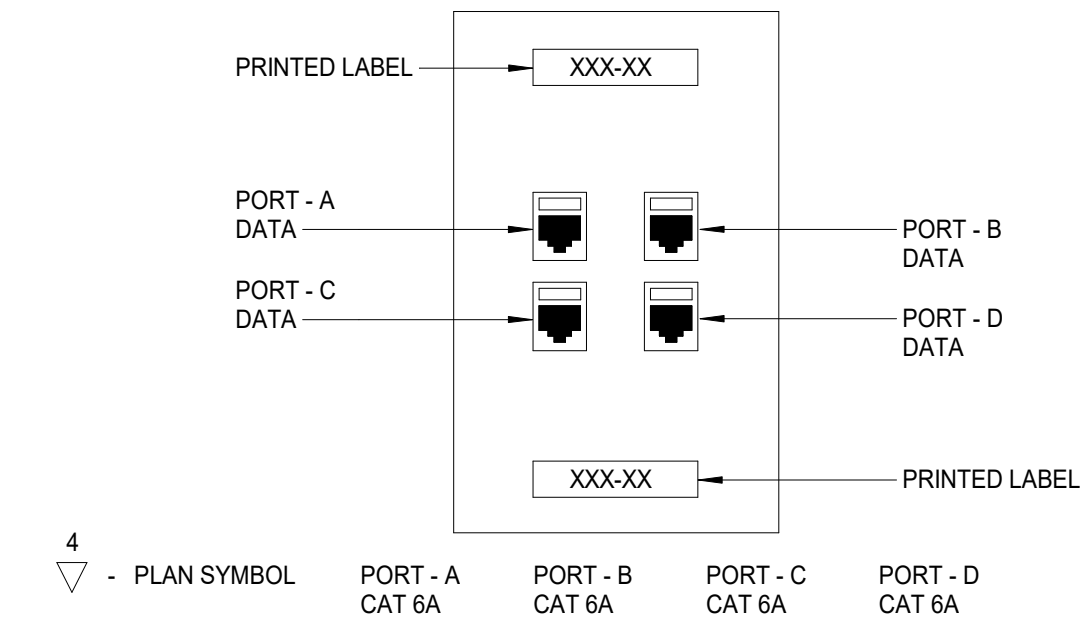 PRINTED LABEL
XXX-XX
PORT - A
DATA
PORT - B
DATA
PORT - C
DATA
PORT - D
DATA
XXX-XX
PRINTED LABEL
4
- PLAN SYMBOL
PORT - A
CAT 6A
PORT - B
CAT 6A
PORT - C
CAT 6A
PORT - D
CAT 6A